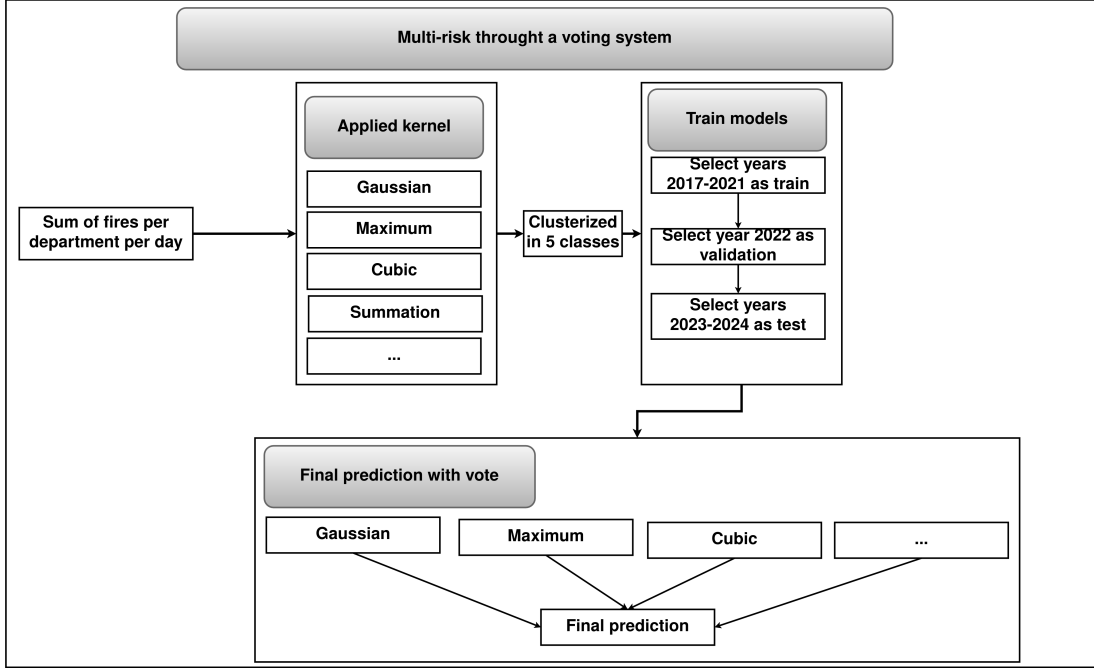 Multi-risk throught a voting system
Applied kernel
Gaussian
Maximum
Cubic
Summation
...
Sum of fires per
department per day
Clusterized
in 5 classes
Train models
Select years
2017-2021 as train
Select year 2022 as
validation
Select years
2023-2024 as test
Final prediction with vote
Gaussian
Maximum
Cubic
...
Final prediction